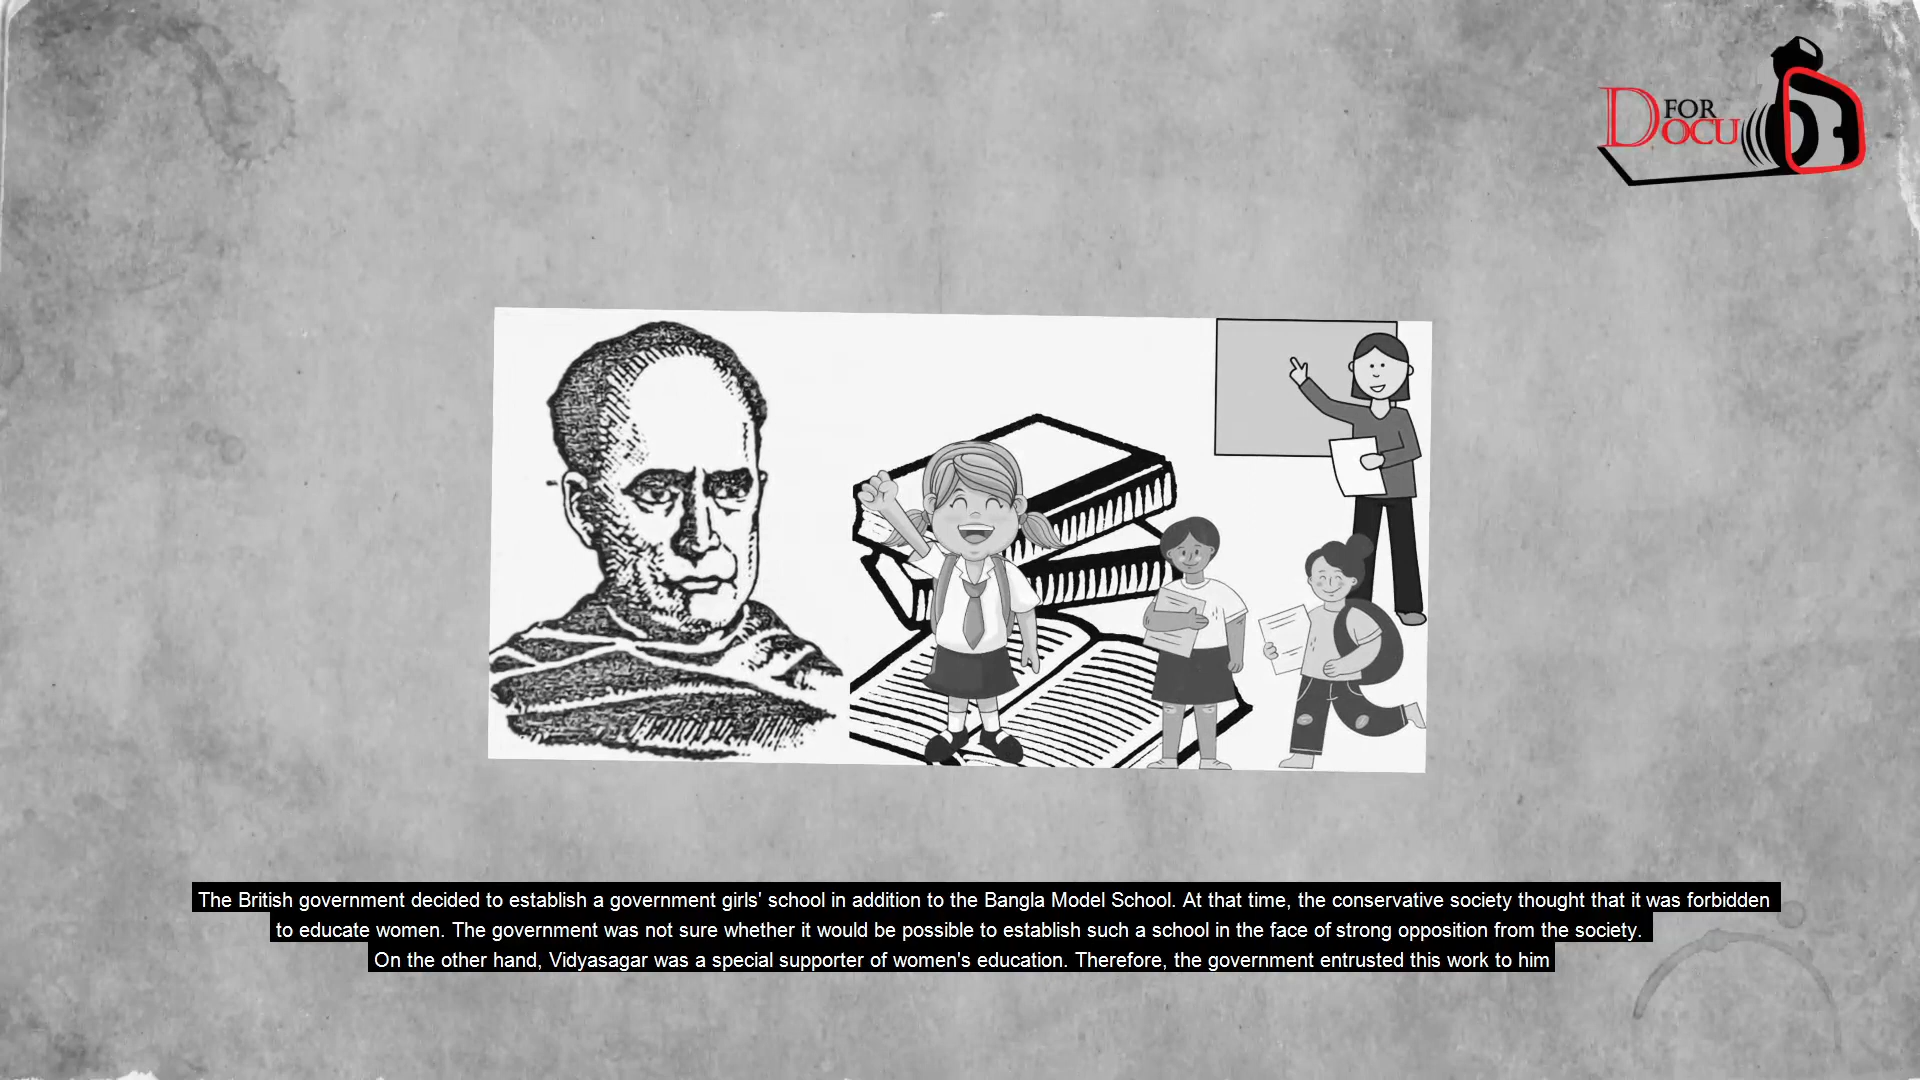 D FOR
DOCU
The British government decided to establish a government girls' school in addition to the Bangla Model School. At that time, the conservative society thought that it was forbidden
to educate women. The government was not sure whether it would be possible to establish such a school in the face of strong opposition from the society.
On the other hand, Vidyasagar was a special supporter of women's education. Therefore, the government entrusted this work to him